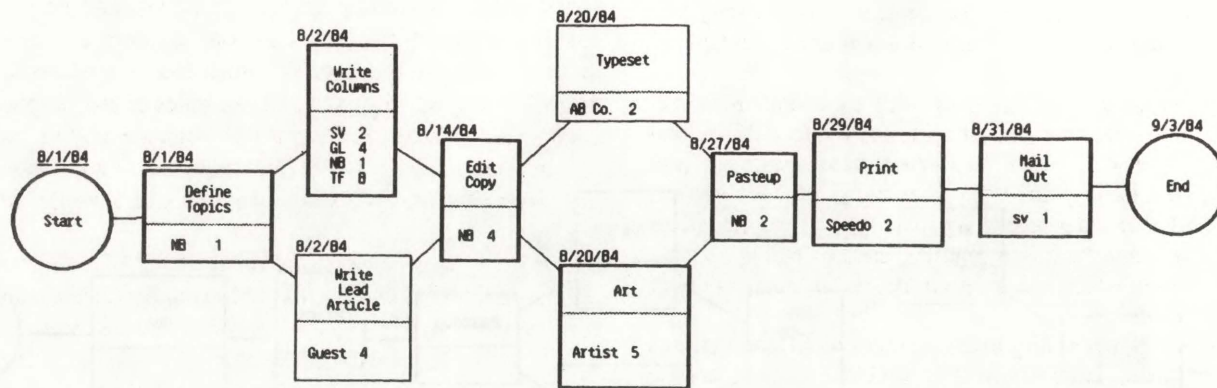 8/1/84
Start
8/1/84
Define
Topics
NB 1
8/2/84
Write
Columns
SV 2
GL 4
NB 1
TF 8
8/2/84
Write
Lead
Article
Guest 4
8/14/84
Edit
Copy
NB 4
8/20/84
Typeset
AB Co. 2
8/20/84
Art
Artist 5
8/27/84
Pasteup
NB 2
8/29/84
Print
Speedo 2
8/31/84
Mail
Out
sv 1
9/3/84
End